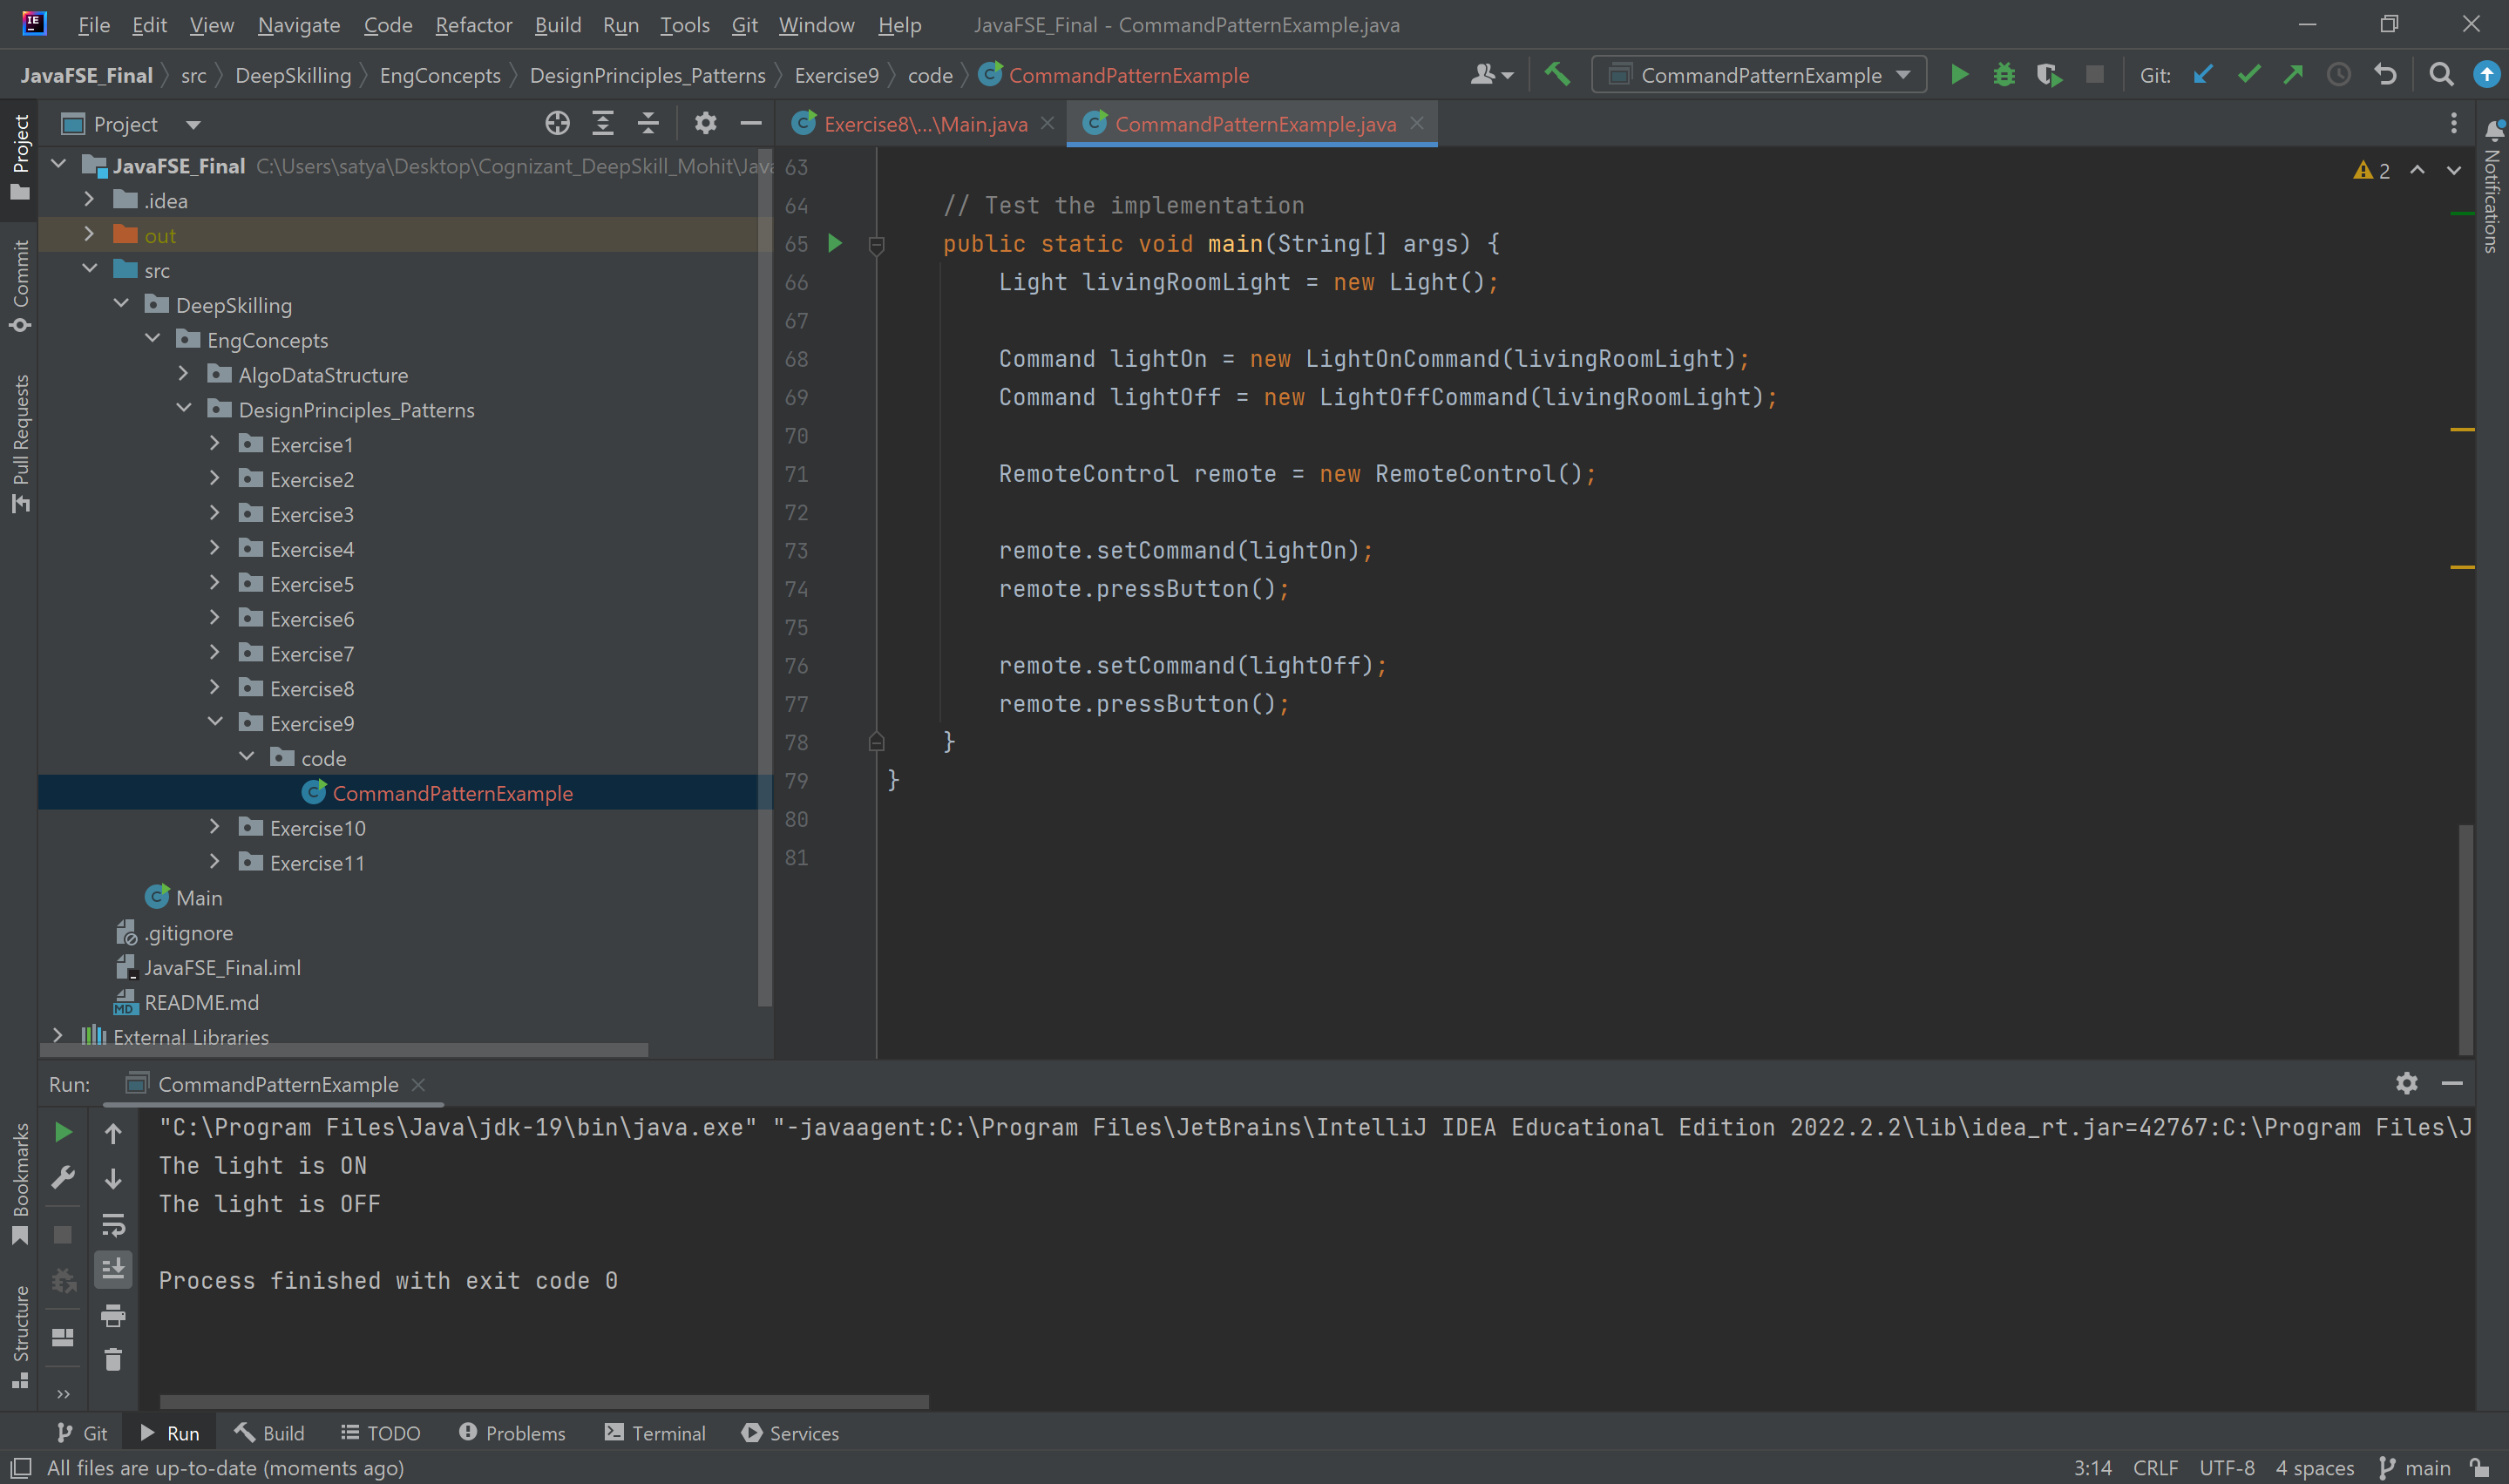 File Edit View Navigate Code Refactor Build Run Tools Git Window Help JavaFSE_Final - CommandPatternExample.java
JavaFSE_Final src DeepSkilling EngConcepts DesignPrinciples_Patterns Exercise9 code CommandPatternExample CommandPatternExample Git:
Project
Exercise8\...\Main.java CommandPatternExample.java
Project
Commit
Pull Requests
Bookmarks
Structure
Notifications
JavaFSE_Final C:\Users\satya\Desktop\Cognizant_DeepSkill_Mohit\Java
.idea
out
src
DeepSkilling
EngConcepts
AlgoDataStructure
DesignPrinciples_Patterns
Exercise1
Exercise2
Exercise3
Exercise4
Exercise5
Exercise6
Exercise7
Exercise8
Exercise9
code
CommandPatternExample
Exercise10
Exercise11
Main
.gitignore
JavaFSE_Final.iml
README.md
External Libraries
2
63
64 // Test the implementation
65 public static void main(String[] args) {
66 Light livingRoomLight = new Light();
67
68 Command lightOn = new LightOnCommand(livingRoomLight);
69 Command lightOff = new LightOffCommand(livingRoomLight);
70
71 RemoteControl remote = new RemoteControl();
72
73 remote.setCommand(lightOn);
74 remote.pressButton();
75
76 remote.setCommand(lightOff);
77 remote.pressButton();
78 }
79 }
80
81
Run: CommandPatternExample
"C:\Program Files\Java\jdk-19\bin\java.exe" "-javaagent:C:\Program Files\JetBrains\IntelliJ IDEA Educational Edition 2022.2.2\lib\idea_rt.jar=42767:C:\Program Files\J
The light is ON
The light is OFF
Process finished with exit code 0
Git Run Build TODO Problems Terminal Services
All files are up-to-date (moments ago) 3:14 CRLF UTF-8 4 spaces main